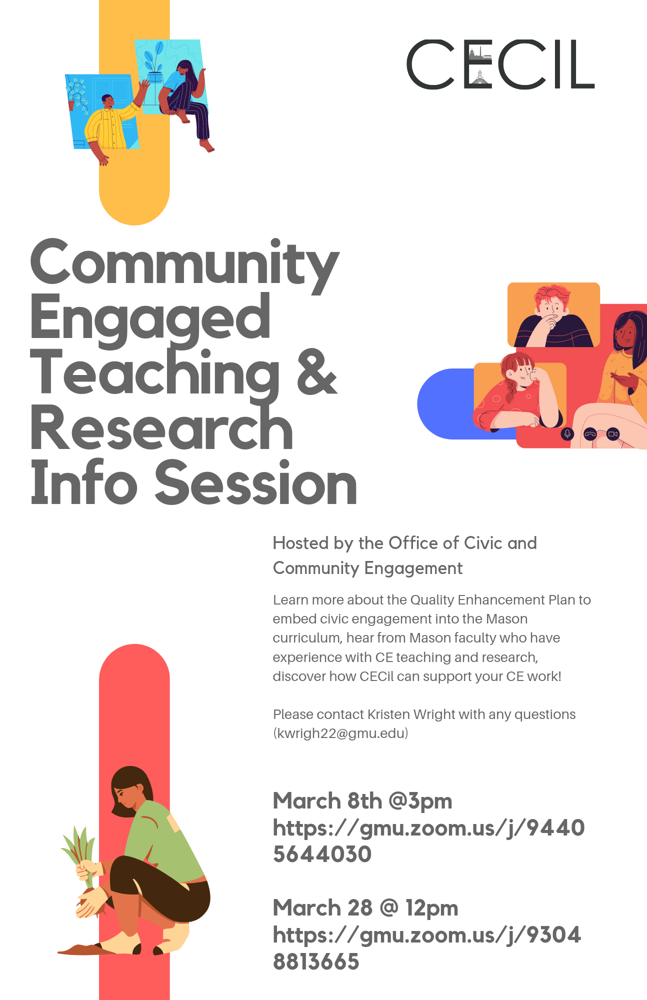 CECIL
Community
Engaged
Teaching &
Research
Info Session
Hosted by the Office of Civic and
Community Engagement
Learn more about the Quality Enhancement Plan to
embed civic engagement into the Mason
curriculum, hear from Mason faculty who have
experience with CE teaching and research,
discover how CECil can support your CE work!
Please contact Kristen Wright with any questions
(kwrigh22@gmu.edu)
March 8th @3pm
https://gmu.zoom.us/j/9440
5644030
March 28 @ 12pm
https://gmu.zoom.us/j/9304
8813665